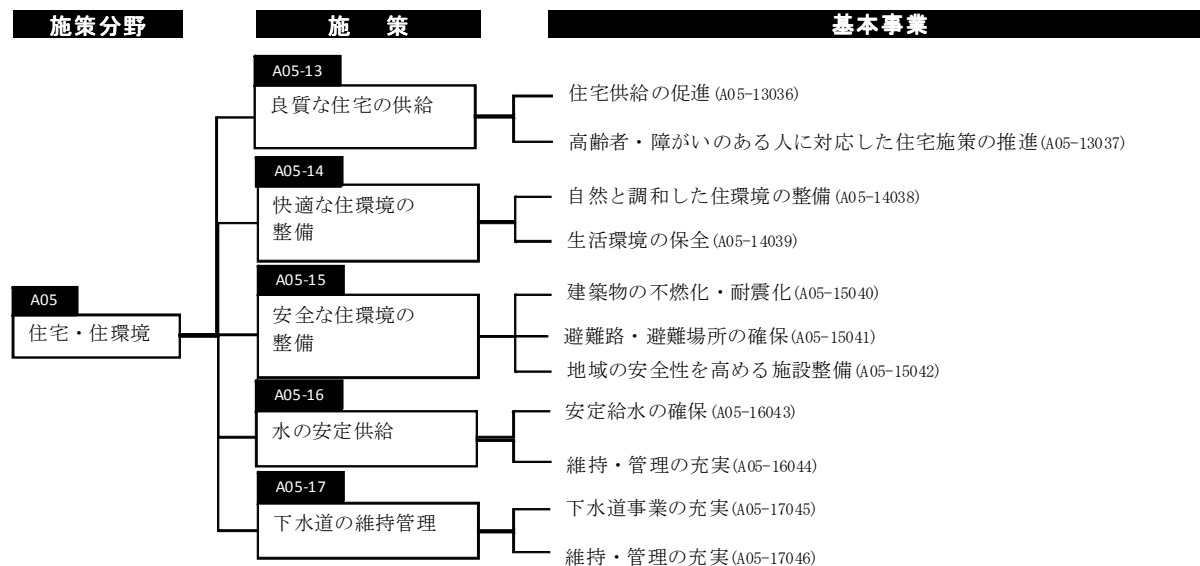 施策分野
施　策
基本事業
A05
住宅・住環境
A05-13
良質な住宅の供給
住宅供給の促進(A05-13036)
高齢者・障がいのある人に対応した住宅施策の推進(A05-13037)
A05-14
快適な住環境の
整備
自然と調和した住環境の整備(A05-14038)
生活環境の保全(A05-14039)
A05-15
安全な住環境の
整備
建築物の不燃化・耐震化(A05-15040)
避難路・避難場所の確保(A05-15041)
地域の安全性を高める施設整備(A05-15042)
A05-16
水の安定供給
安定給水の確保(A05-16043)
維持・管理の充実(A05-16044)
A05-17
下水道の維持管理
下水道事業の充実(A05-17045)
維持・管理の充実(A05-17046)